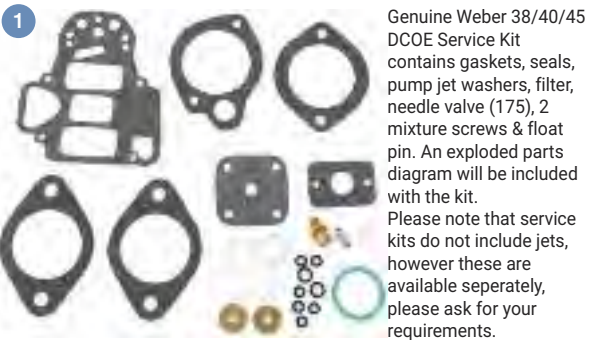 1
Genuine Weber 38/40/45
DCOE Service Kit
contains gaskets, seals,
pump jet washers, filter,
needle valve (175), 2
mixture screws & float
pin. An exploded parts
diagram will be included
with the kit.
Please note that service
kits do not include jets,
however these are
available seperately,
please ask for your
requirements.